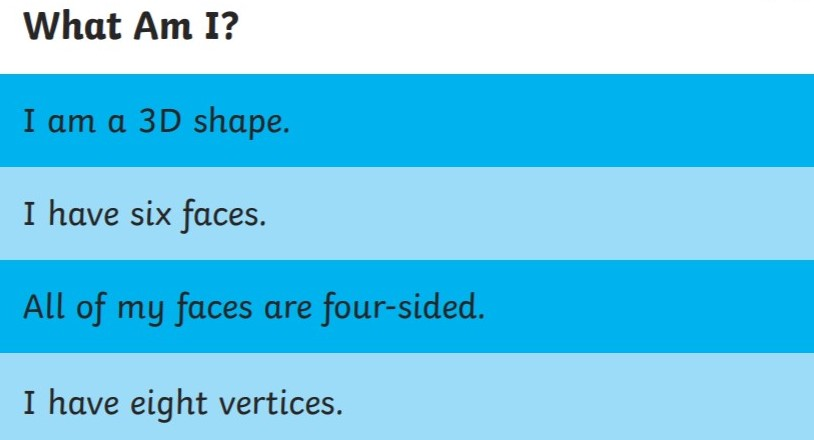 What Am I?
I am a 3D shape.
I have six faces.
All of my faces are four-sided.
I have eight vertices.